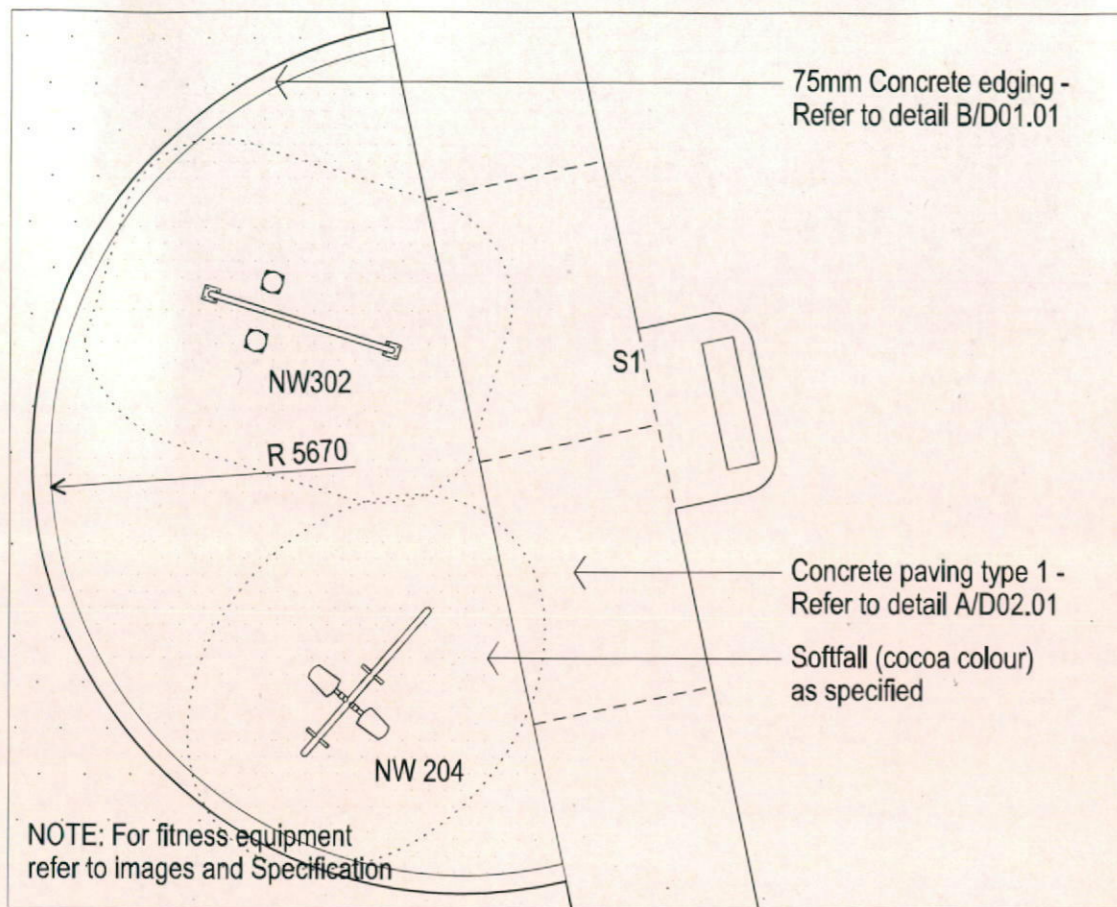 75mm Concrete edging -
Refer to detail B/D01.01
S1
NW302
R 5670
Concrete paving type 1 -
Refer to detail A/D02.01
Softfall (cocoa colour)
as specified
NW 204
NOTE: For fitness equipment
refer to images and Specification